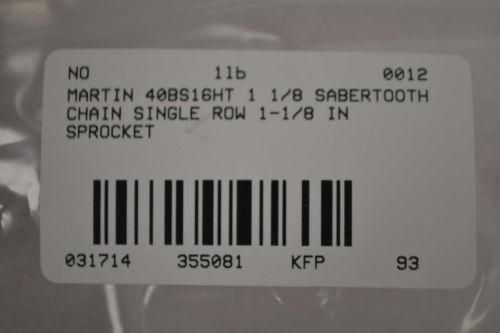 NO 1lb 0012
MARTIN 40BS16HT 1 1/8 SABERTOOTH
CHAIN SINGLE ROW 1-1/8 IN
SPROCKET
031714 355081 KFP 93